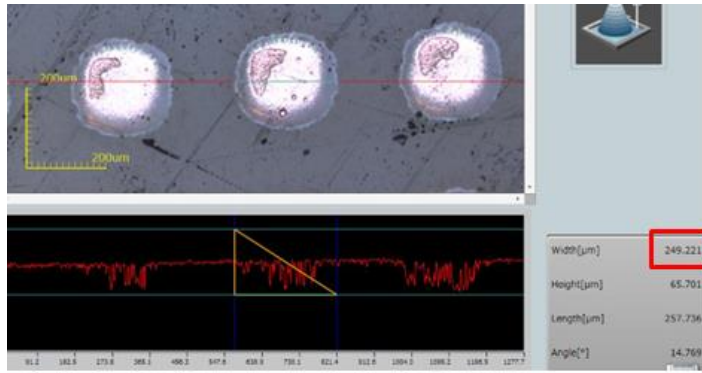 200um
200um
Width[μm] 249.221
Height[μm] 65.701
Length[μm] 257.736
Angle[°] 14.769
91.2 182.5 273.8 365.1 456.3 547.6 638.9 730.1 821.4 912.6 1004.0 1095.2 1186.5 1277.7